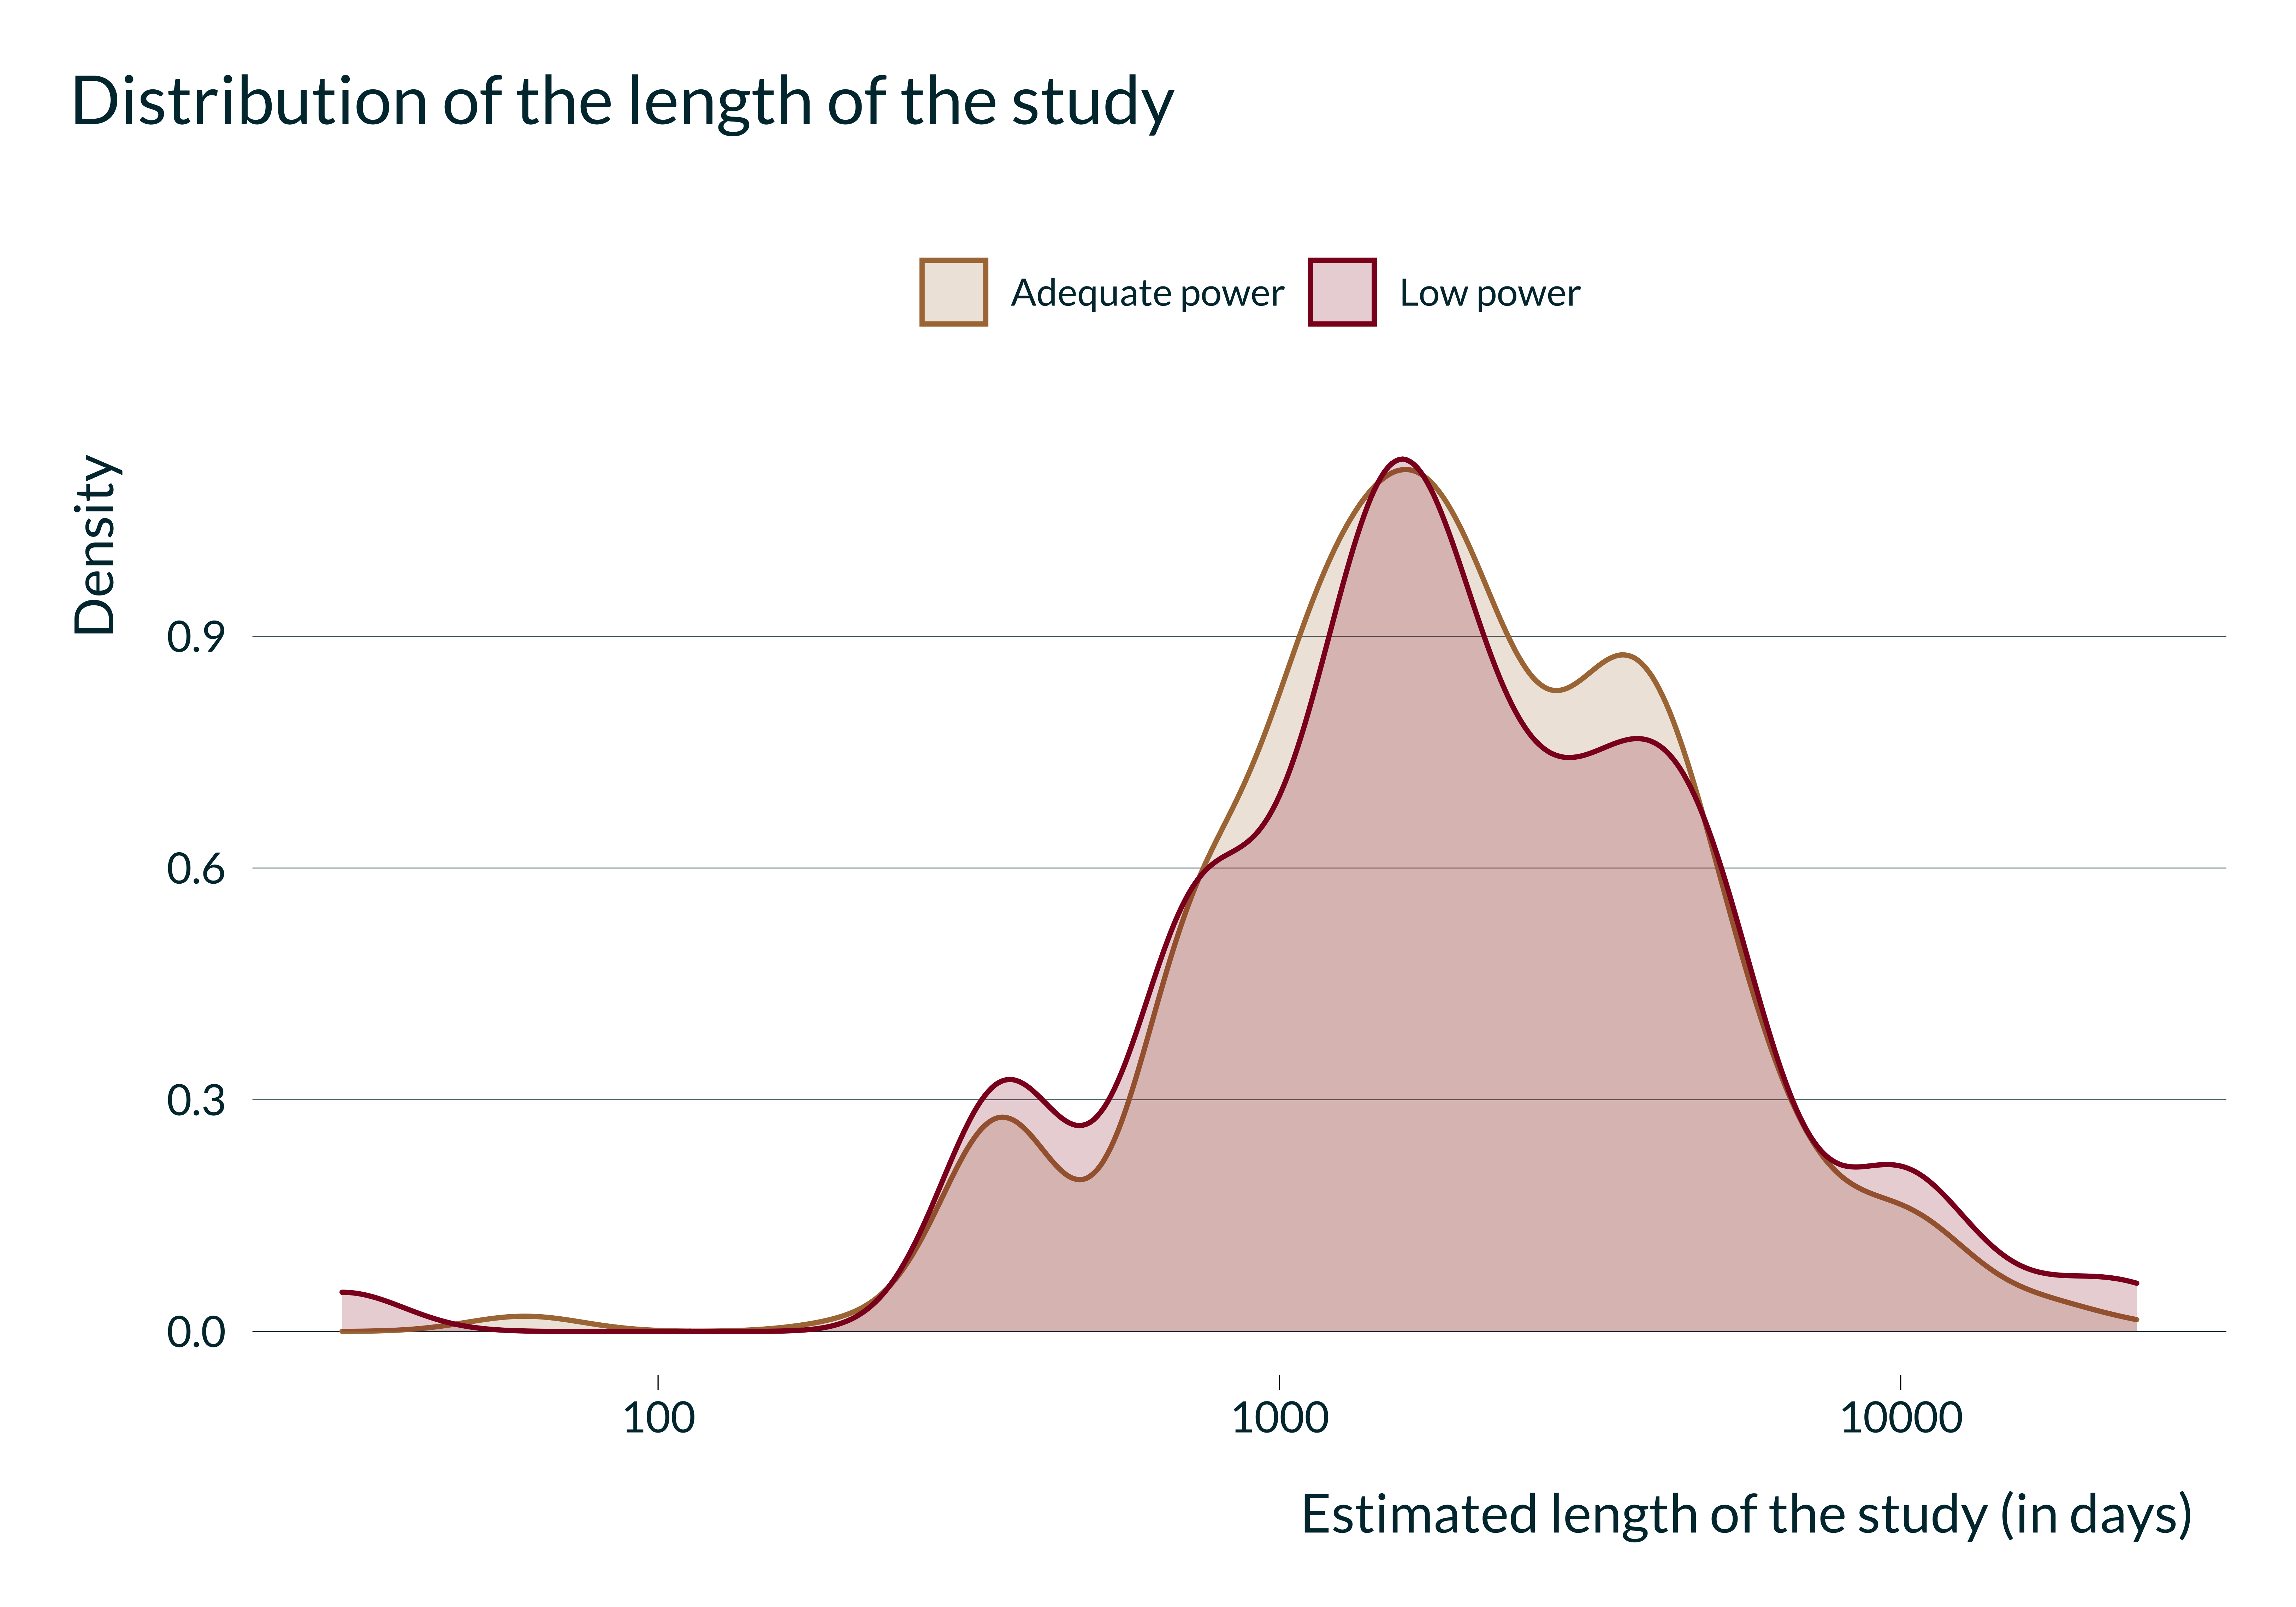 Distribution of the length of the study
Adequate power
Low power
Density
0.9
0.6
0.3
0.0
100
1000
10000
Estimated length of the study (in days)